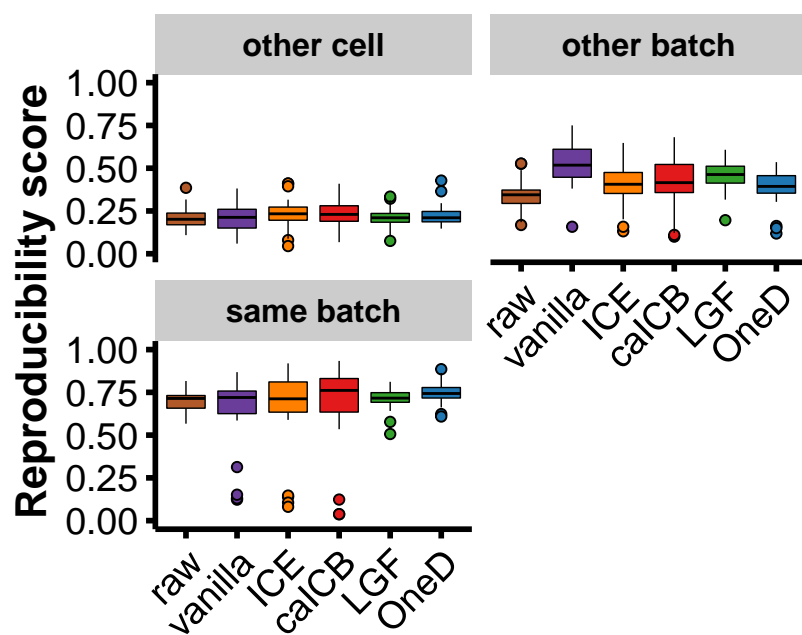 other cell
other batch
Reproducibility score
1.00
0.75
0.50
0.25
0.00
raw
vanilla
ICE
caICB
LGF
OneD
same batch
1.00
0.75
0.50
0.25
0.00
raw
vanilla
ICE
caICB
LGF
OneD